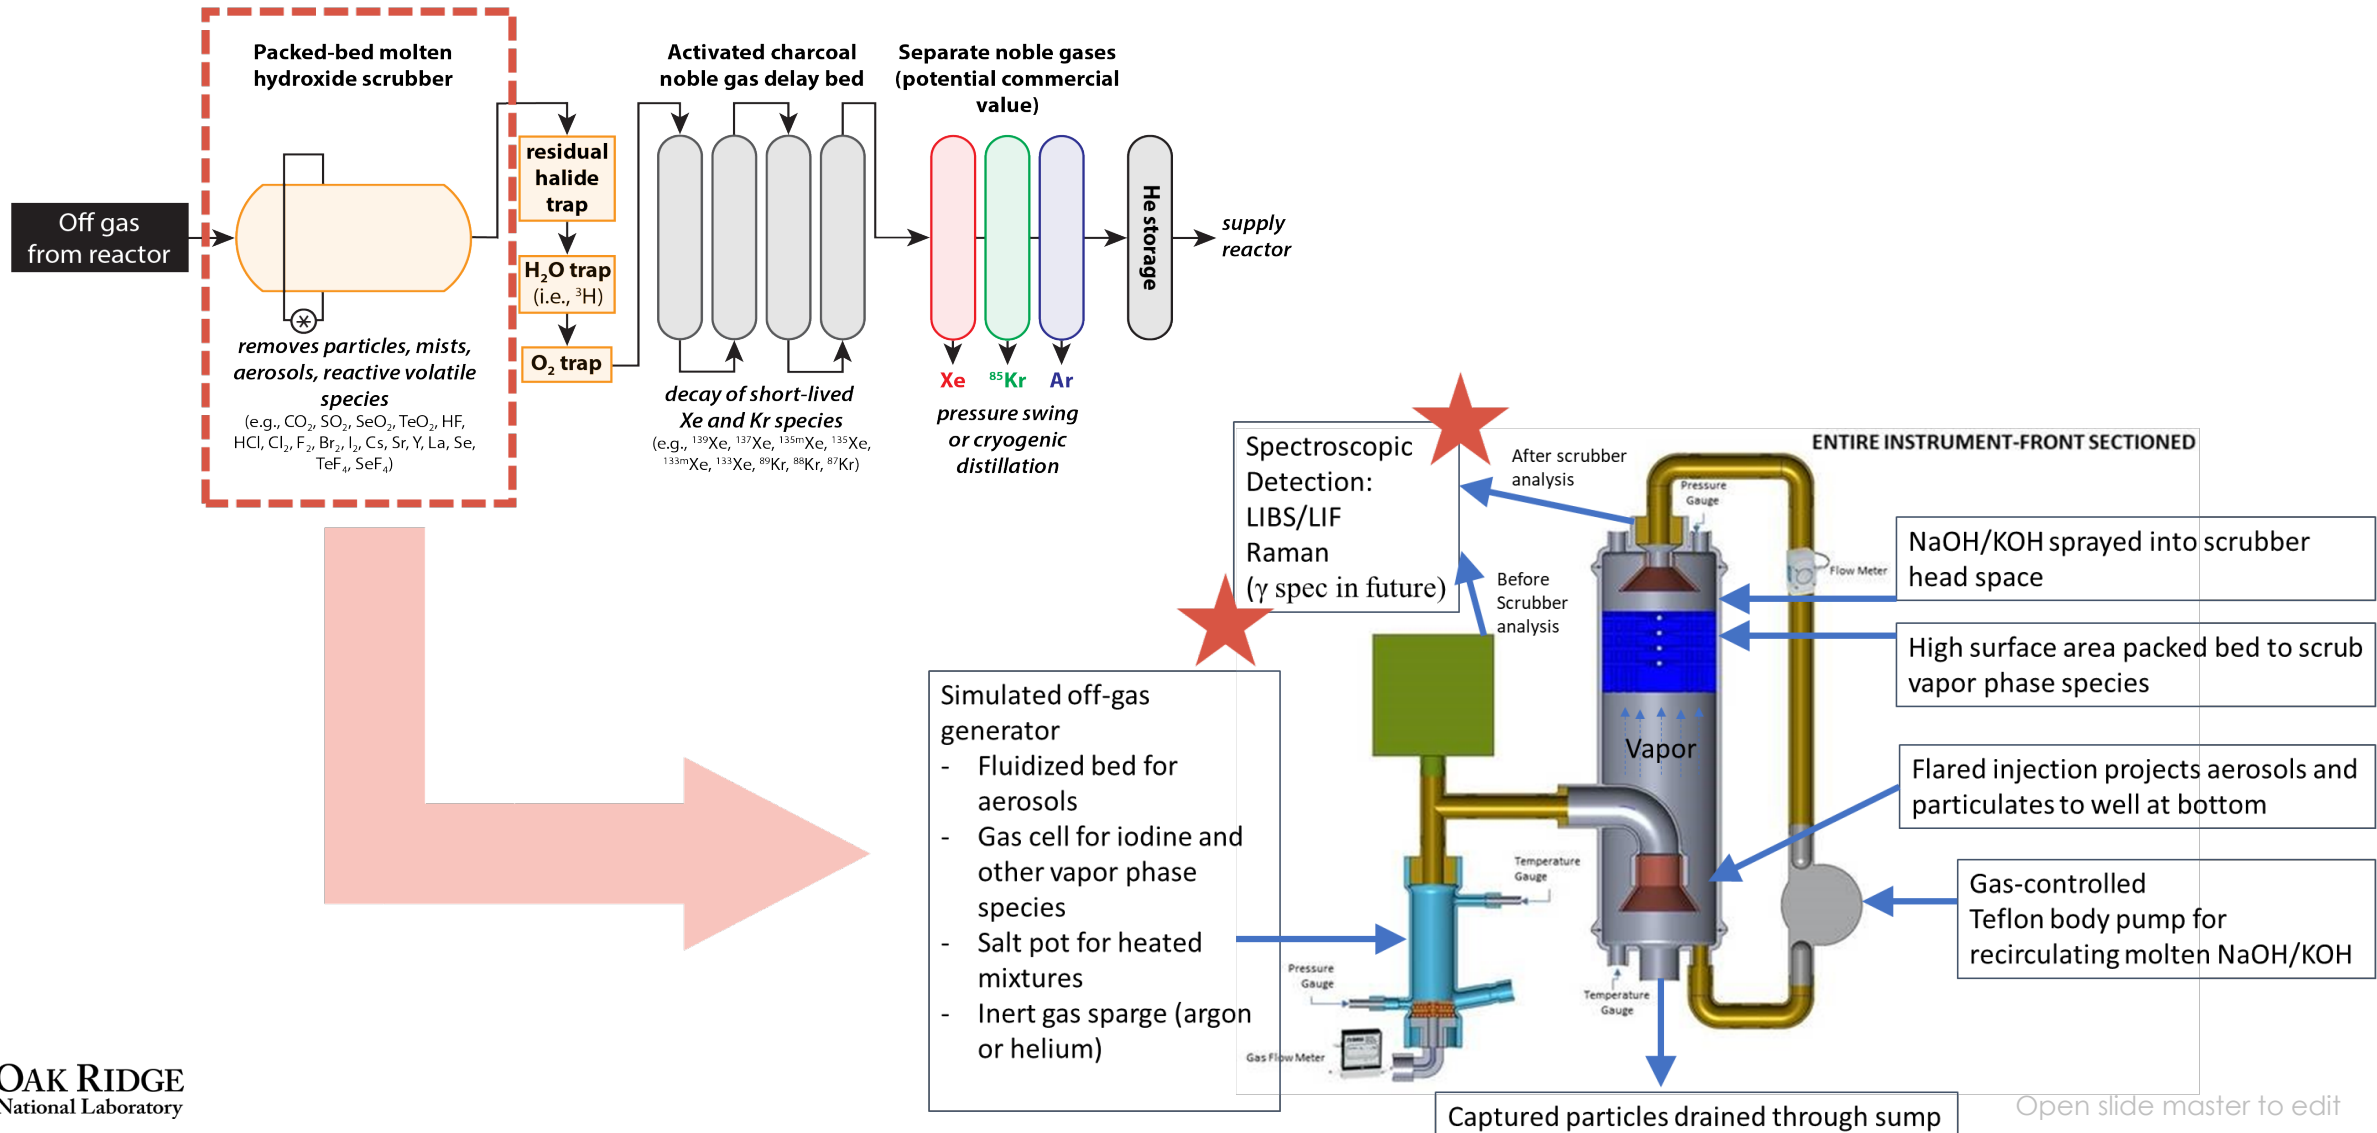 Packed-bed molten
hydroxide scrubber
Activated charcoal
noble gas delay bed
Separate noble gases
(potential commercial
value)
Off gas
from reactor
residual
halide
trap
H₂O trap
(i.e., ³H)
O₂ trap
He storage
supply
reactor
removes particles, mists,
aerosols, reactive volatile
species
(e.g., CO₂, SO₂, SeO₂, TeO₂, HF,
HCl, Cl₂, F₂, Br₂, I₂, Cs, Sr, Y, La, Se,
TeF₄, SeF₄)
decay of short-lived
Xe and Kr species
(e.g., ¹³⁹Xe, ¹³⁷Xe, ¹³⁵ᵐXe, ¹³⁵Xe,
¹³³ᵐXe, ¹³³Xe, ⁸⁹Kr, ⁸⁸Kr, ⁸⁷Kr)
Xe
⁸⁵Kr
Ar
pressure swing
or cryogenic
distillation
Spectroscopic
Detection:
LIBS/LIF
Raman
(γ spec in future)
After scrubber
analysis
Before
Scrubber
analysis
ENTIRE INSTRUMENT-FRONT SECTIONED
Pressure
Gauge
Flow Meter
NaOH/KOH sprayed into scrubber
head space
High surface area packed bed to scrub
vapor phase species
Vapor
Flared injection projects aerosols and
particulates to well at bottom
Gas-controlled
Teflon body pump for
recirculating molten NaOH/KOH
Simulated off-gas
generator
- Fluidized bed for
aerosols
- Gas cell for iodine and
other vapor phase
species
- Salt pot for heated
mixtures
- Inert gas sparge (argon
or helium)
Temperature
Gauge
Pressure
Gauge
Gas Flow Meter
Temperature
Gauge
Captured particles drained through sump
OAK RIDGE
National Laboratory
Open slide master to edit